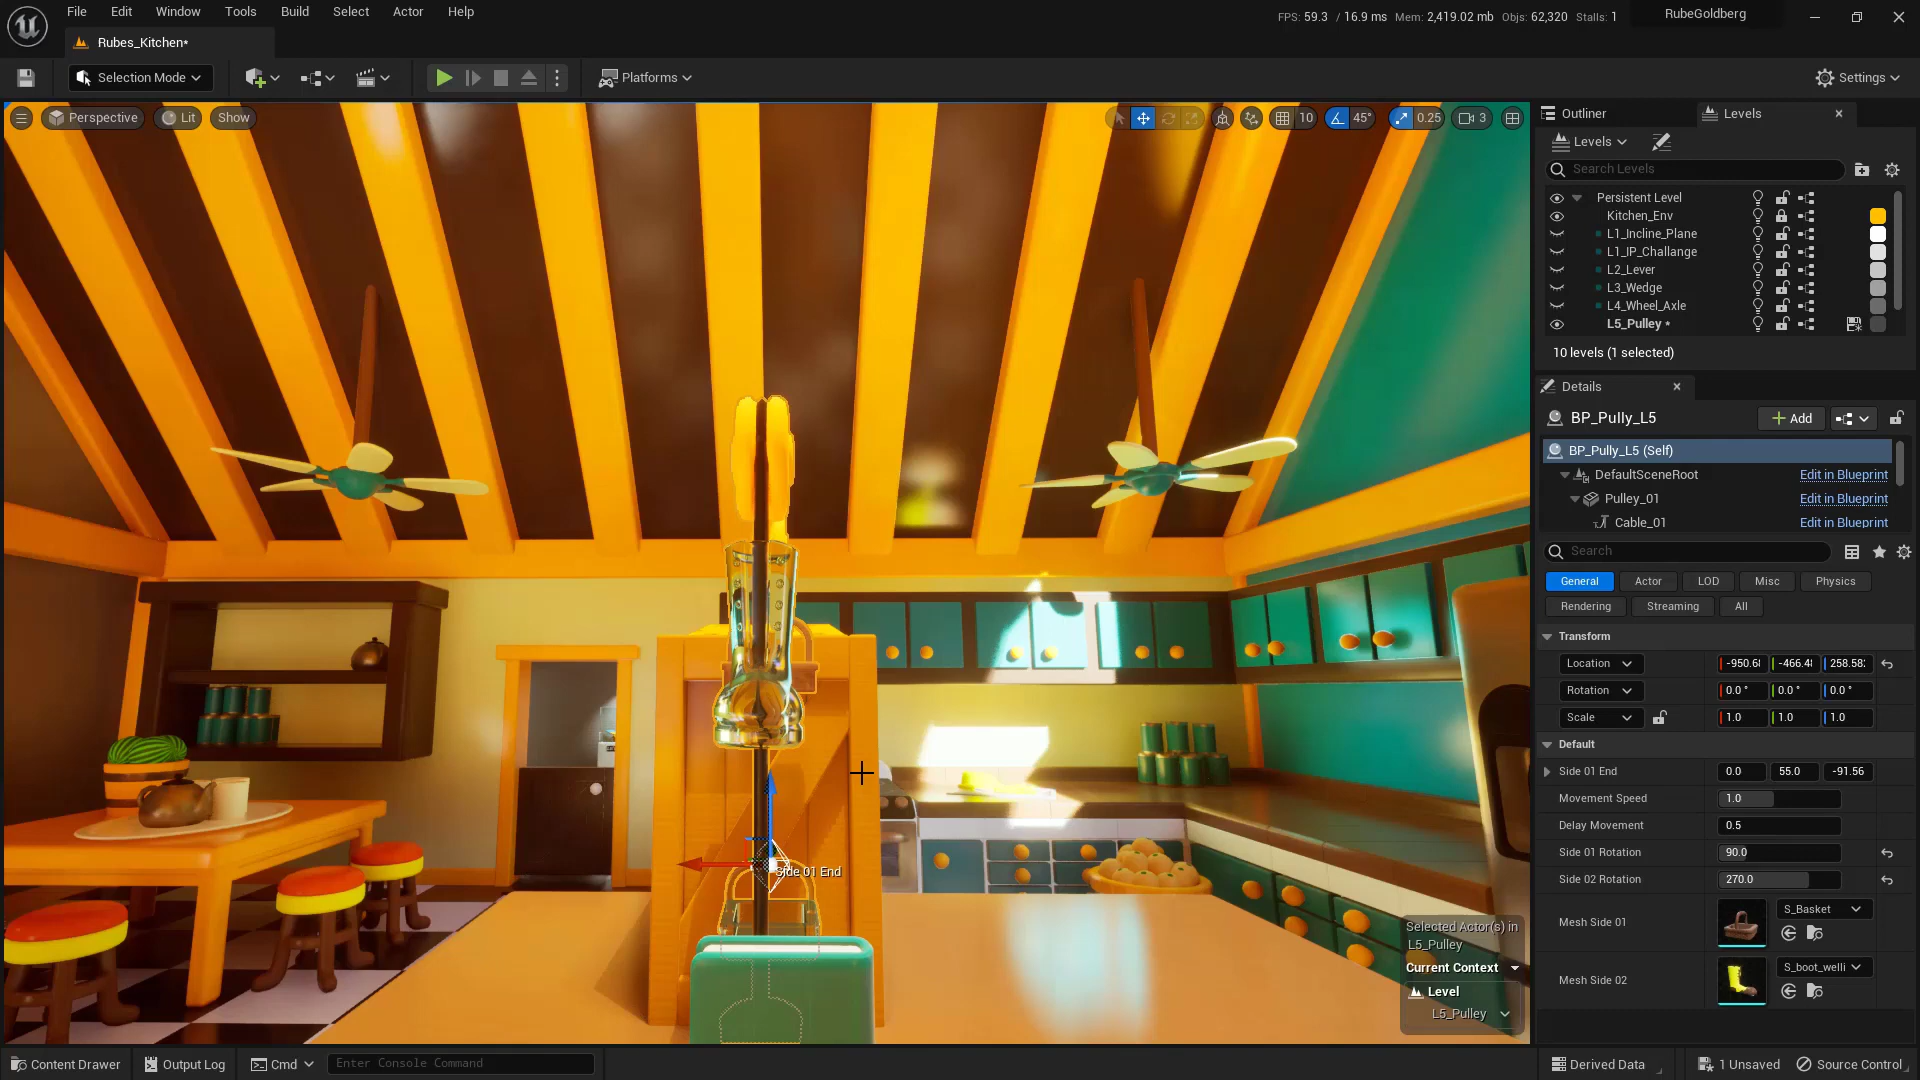 File Edit Window Tools Build Select Actor Help
FPS: 59.3 / 16.9 ms Mem: 2,419.02 mb Objs: 62,320 Stalls: 1
RubeGoldberg
Rubes_Kitchen*
Selection Mode
Platforms
Settings
Perspective Lit Show
10 45° 0.25 3
Outliner Levels
Levels
Search Levels
Persistent Level
Kitchen_Env
L1_Incline_Plane
L1_IP_Challange
L2_Lever
L3_Wedge
L4_Wheel_Axle
L5_Pulley *
10 levels (1 selected)
Details
BP_Pully_L5 Add
BP_Pully_L5 (Self)
DefaultSceneRoot Edit in Blueprint
Pulley_01 Edit in Blueprint
Cable_01 Edit in Blueprint
Search
General Actor LOD Misc Physics
Rendering Streaming All
Transform
Location -950.6 -466.4 258.58
Rotation 0.0 ° 0.0 ° 0.0 °
Scale 1.0 1.0 1.0
Default
Side 01 End 0.0 55.0 -91.56
Movement Speed 1.0
Delay Movement 0.5
Side 01 Rotation 90.0
Side 02 Rotation 270.0
Mesh Side 01 S_Basket
Mesh Side 02 S_boot_welli
Side 01 End
Selected Actor(s) in
L5_Pulley
Current Context
Level
L5_Pulley
Content Drawer Output Log Cmd Enter Console Command
Derived Data 1 Unsaved Source Control